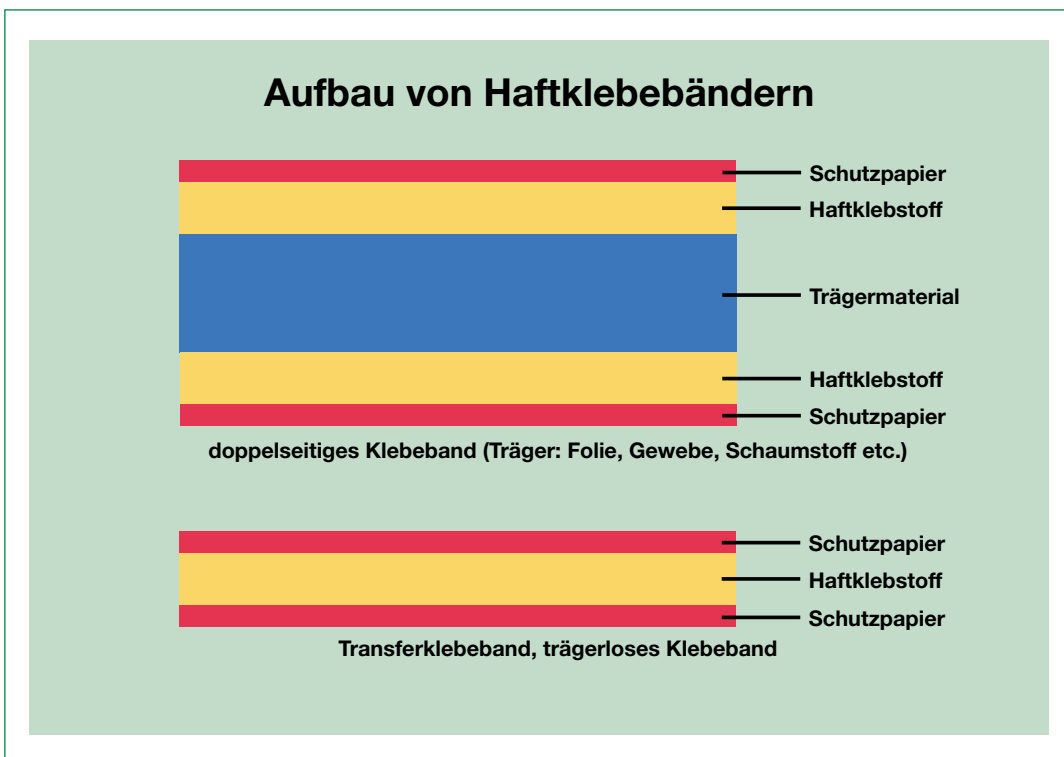 Aufbau von Haftklebebändern
Schutzpapier
Haftklebstoff
Trägermaterial
Haftklebstoff
Schutzpapier
doppelseitiges Klebeband (Träger: Folie, Gewebe, Schaumstoff etc.)
Schutzpapier
Haftklebstoff
Schutzpapier
Transferklebeband, trägerloses Klebeband